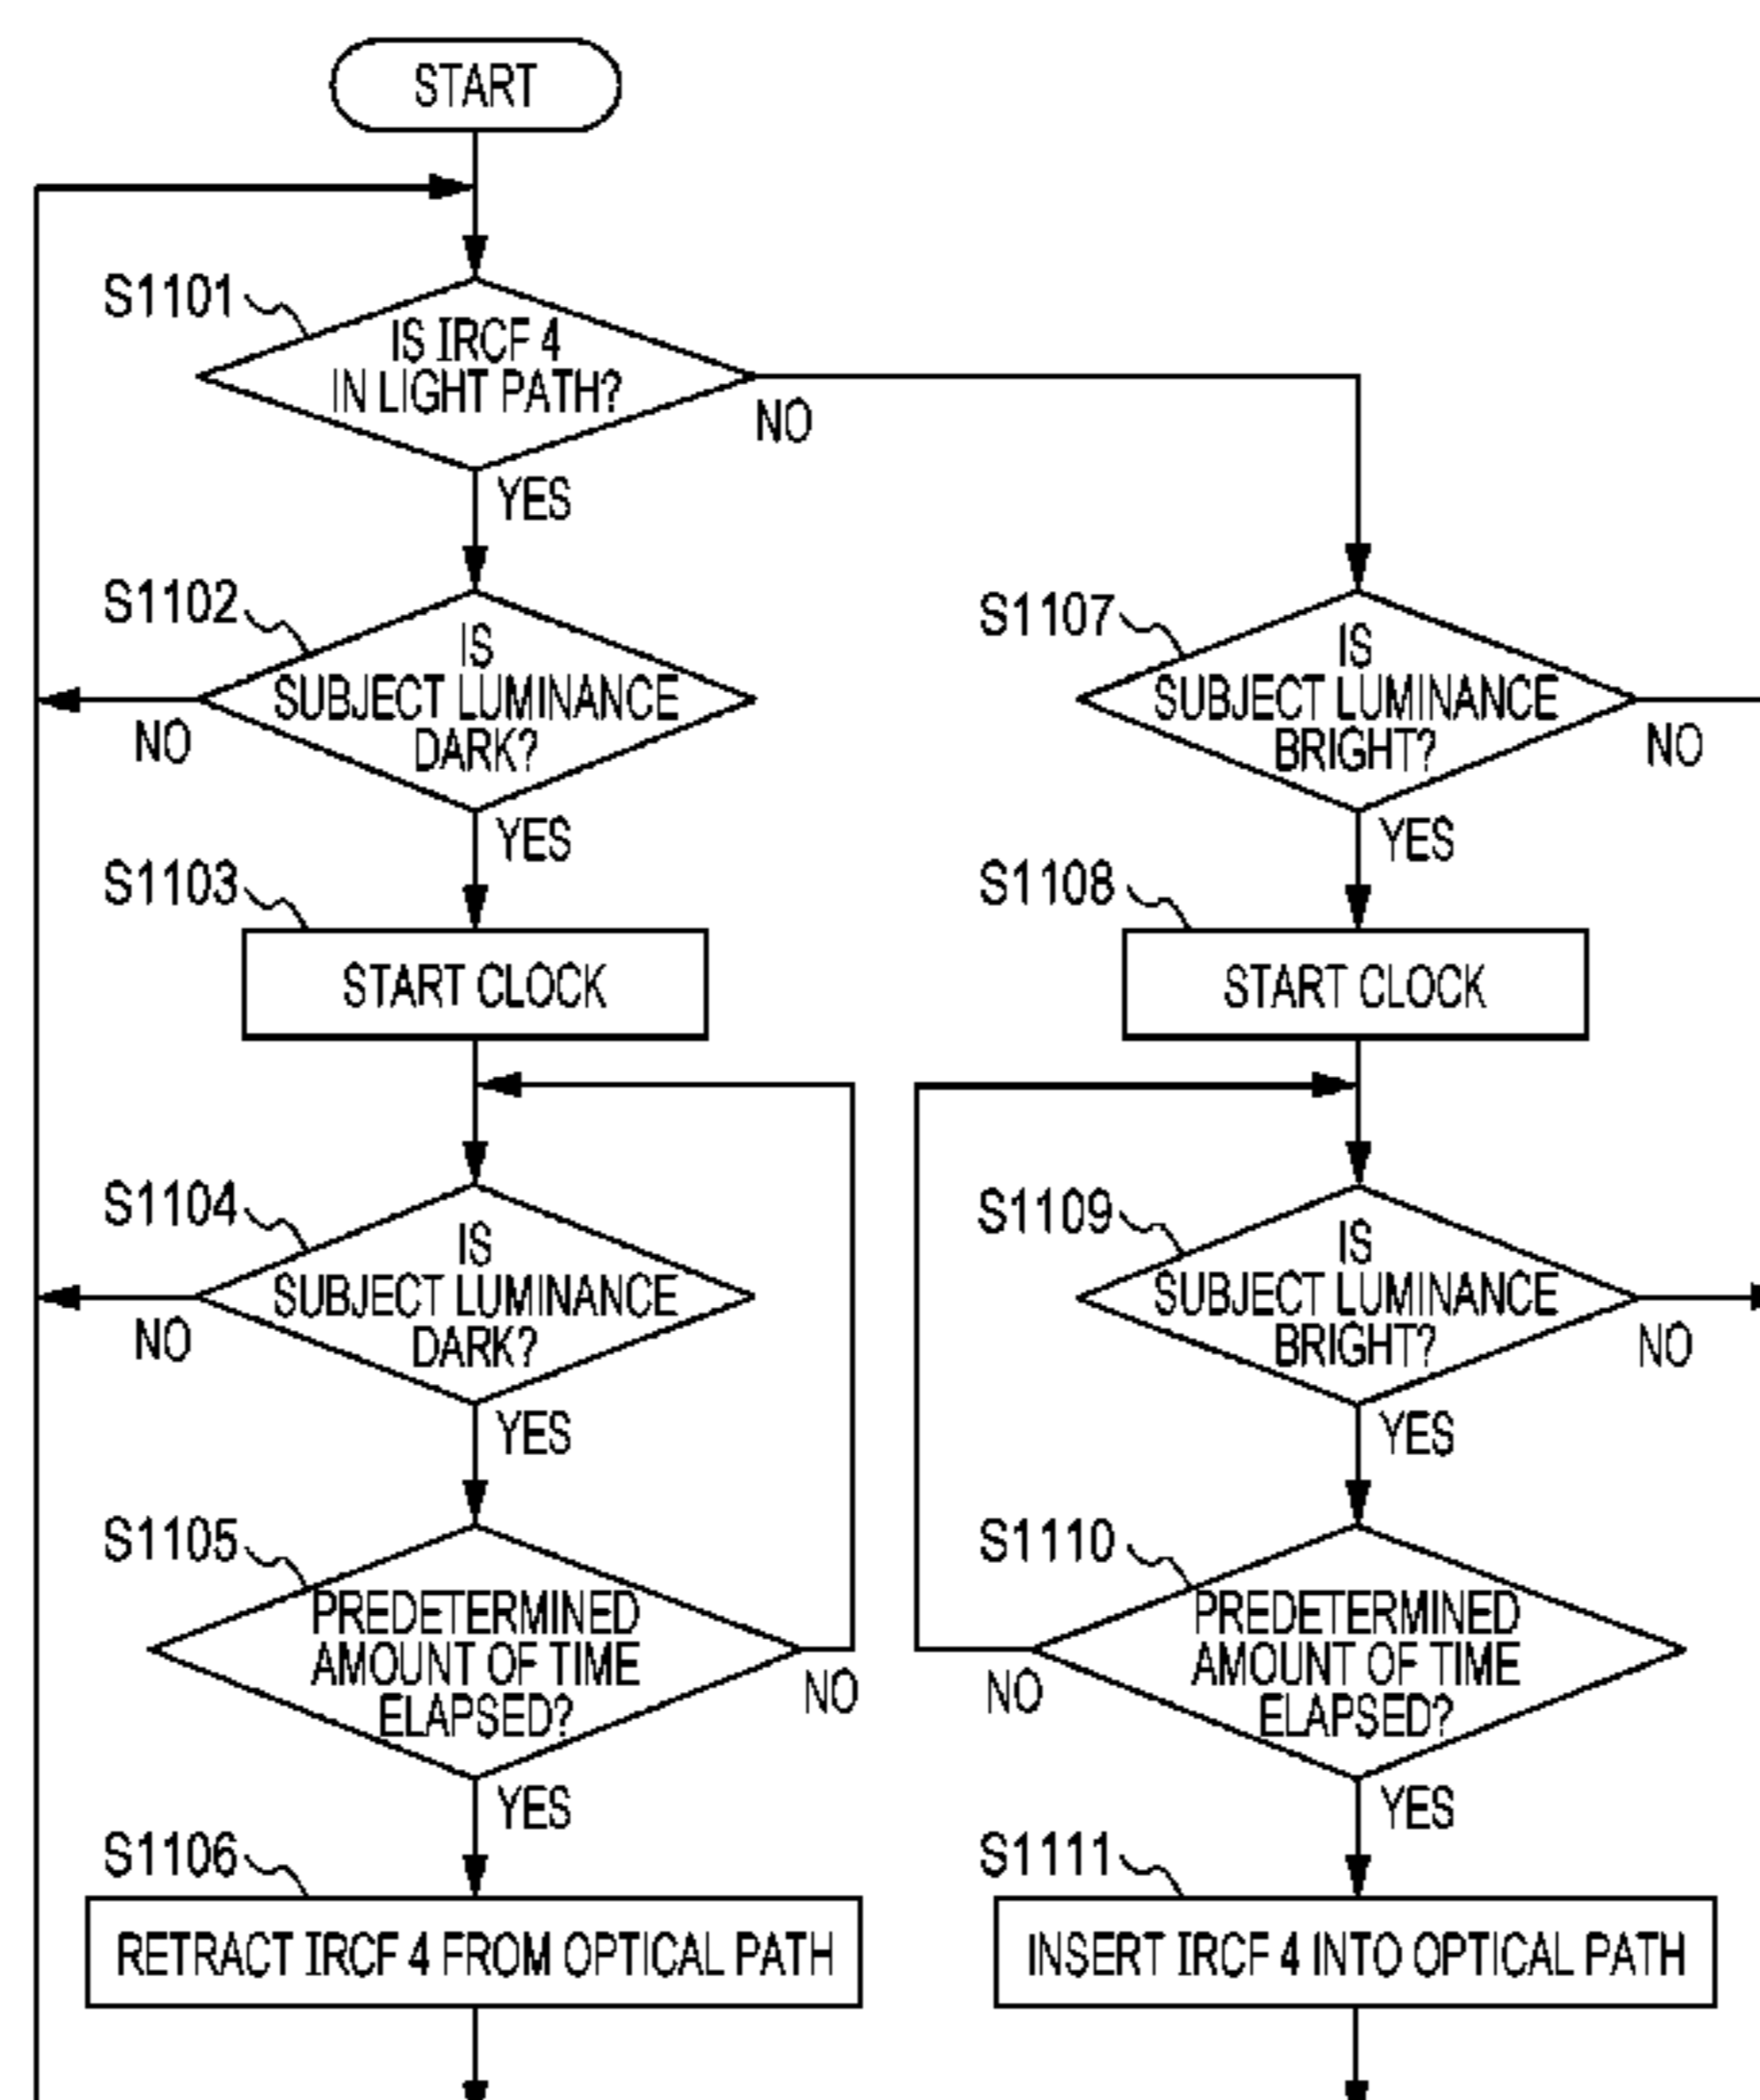 START
S1101
IS IRCF 4
IN LIGHT PATH?
NO
YES
S1102
IS
SUBJECT LUMINANCE
DARK?
NO
YES
S1103
START CLOCK
S1104
IS
SUBJECT LUMINANCE
DARK?
NO
YES
S1105
PREDETERMINED
AMOUNT OF TIME
ELAPSED?
NO
YES
S1106
RETRACT IRCF 4 FROM OPTICAL PATH
S1107
IS
SUBJECT LUMINANCE
BRIGHT?
NO
YES
S1108
START CLOCK
S1109
IS
SUBJECT LUMINANCE
BRIGHT?
NO
YES
S1110
PREDETERMINED
AMOUNT OF TIME
ELAPSED?
NO
YES
S1111
INSERT IRCF 4 INTO OPTICAL PATH